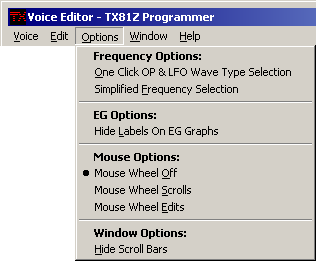 TX Voice Editor - TX81Z Programmer
Voice Edit Options Window Help
Frequency Options:
One Click OP & LFO Wave Type Selection
Simplified Frequency Selection
EG Options:
Hide Labels On EG Graphs
Mouse Options:
Mouse Wheel Off
Mouse Wheel Scrolls
Mouse Wheel Edits
Window Options:
Hide Scroll Bars